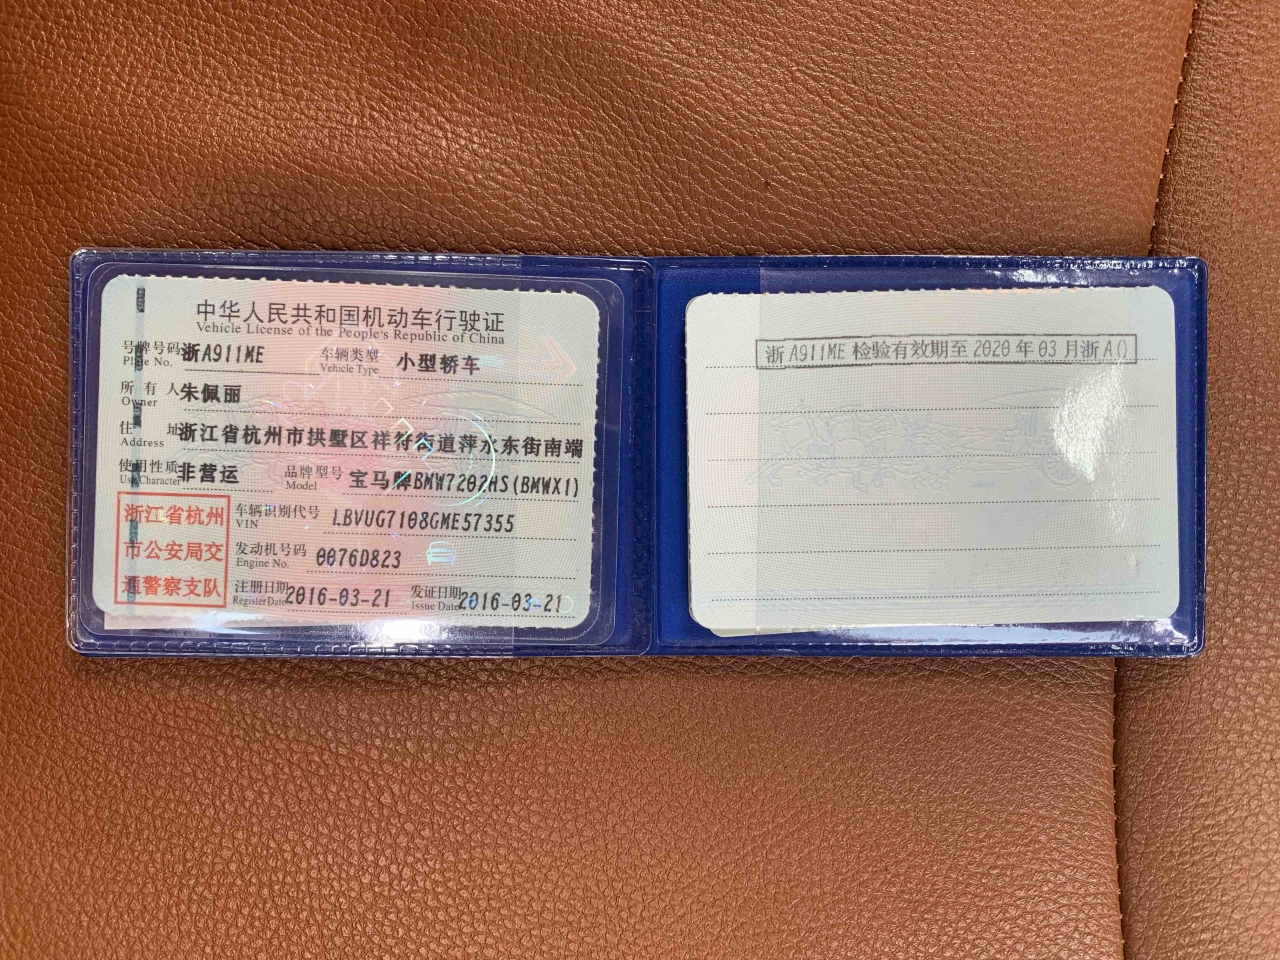 中华人民共和国机动车行驶证
Vehicle License of the People's Republic of China
号牌号码 浙A911ME 车辆类型 小型轿车
Plate No. Vehicle Type
所有人 朱佩丽
Owner
住址 浙江省杭州市拱墅区祥符街道萍水东街南端
Address
使用性质 非营运 品牌型号 宝马牌BMW7202HS(BMWX1)
Use Character Model
浙江省杭州
市公安局交
通警察支队
车辆识别代号 LBVUG7108GME57355
VIN
发动机号码 0076D823
Engine No.
注册日期 2016-03-21 发证日期 2016-03-21
Register Date Issue Date
浙A911ME 检验有效期至 2020 年 03 月浙A()